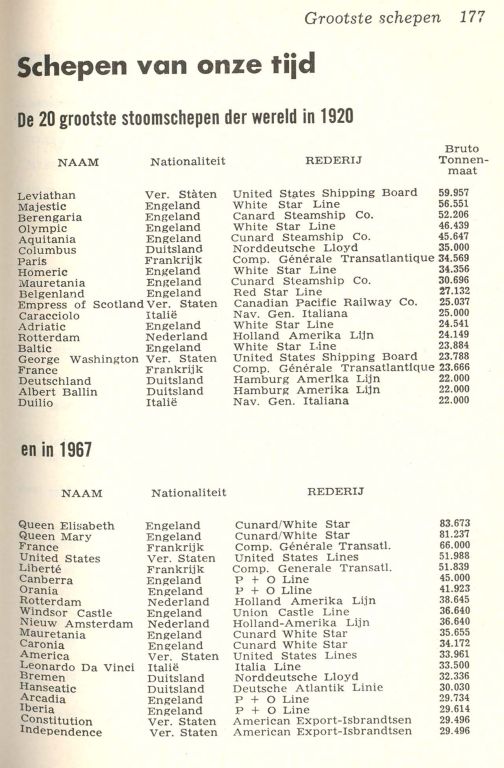 Grootste schepen 177
Schepen van onze tijd
De 20 grootste stoomschepen der wereld in 1920
NAAM Nationaliteit REDERIJ Bruto Tonnen- maat
Leviathan Ver. Stàten United States Shipping Board 59.957
Majestic Engeland White Star Line 56.551
Berengaria Engeland Canard Steamship Co. 52.206
Olympic Engeland White Star Line 46.439
Aquitania Engeland Cunard Steamship Co. 45.647
Columbus Duitsland Norddeutsche Lloyd 35.000
Paris Frankrijk Comp. Générale Transatlantique 34.569
Homeric Engeland White Star Line 34.356
Mauretania Engeland Cunard Steamship Co. 30.696
Belgenland Engeland Red Star Line 27.132
Empress of Scotland Ver. Staten Canadian Pacific Railway Co. 25.037
Caracciolo Italië Nav. Gen. Italiana 25.000
Adriatic Engeland White Star Line 24.541
Rotterdam Nederland Holland Amerika Lijn 24.149
Baltic Engeland White Star Line 23.884
George Washington Ver. Staten United States Shipping Board 23.788
France Frankrijk Comp. Générale Transatlantique 23.666
Deutschland Duitsland Hamburg Amerika Lijn 22.000
Albert Ballin Duitsland Hamburg Amerika Lijn 22.000
Duilio Italië Nav. Gen. Italiana 22.000
en in 1967
NAAM Nationaliteit REDERIJ
Queen Elisabeth Engeland Cunard/White Star 83.673
Queen Mary Engeland Cunard/White Star 81.237
France Frankrijk Comp. Générale Transatl. 66.000
United States Ver. Staten United States Lines 51.988
Liberté Frankrijk Comp. Generale Transatl. 51.839
Canberra Engeland P + O Line 45.000
Orania Engeland P + O Lline 41.923
Rotterdam Nederland Holland Amerika Lijn 38.645
Windsor Castle Engeland Union Castle Line 36.640
Nieuw Amsterdam Nederland Holland-Amerika Lijn 36.640
Mauretania Engeland Cunard White Star 35.655
Caronia Engeland Cunard White Star 34.172
America Ver. Staten United States Lines 33.961
Leonardo Da Vinci Italië Italia Line 33.500
Bremen Duitsland Norddeutsche Lloyd 32.336
Hanseatic Duitsland Deutsche Atlantik Linie 30.030
Arcadia Engeland P + O Line 29.734
Iberia Engeland P + O Line 29.614
Constitution Ver. Staten American Export-Isbrandtsen 29.496
Independence Ver. Staten American Export-Isbrandtsen 29.496